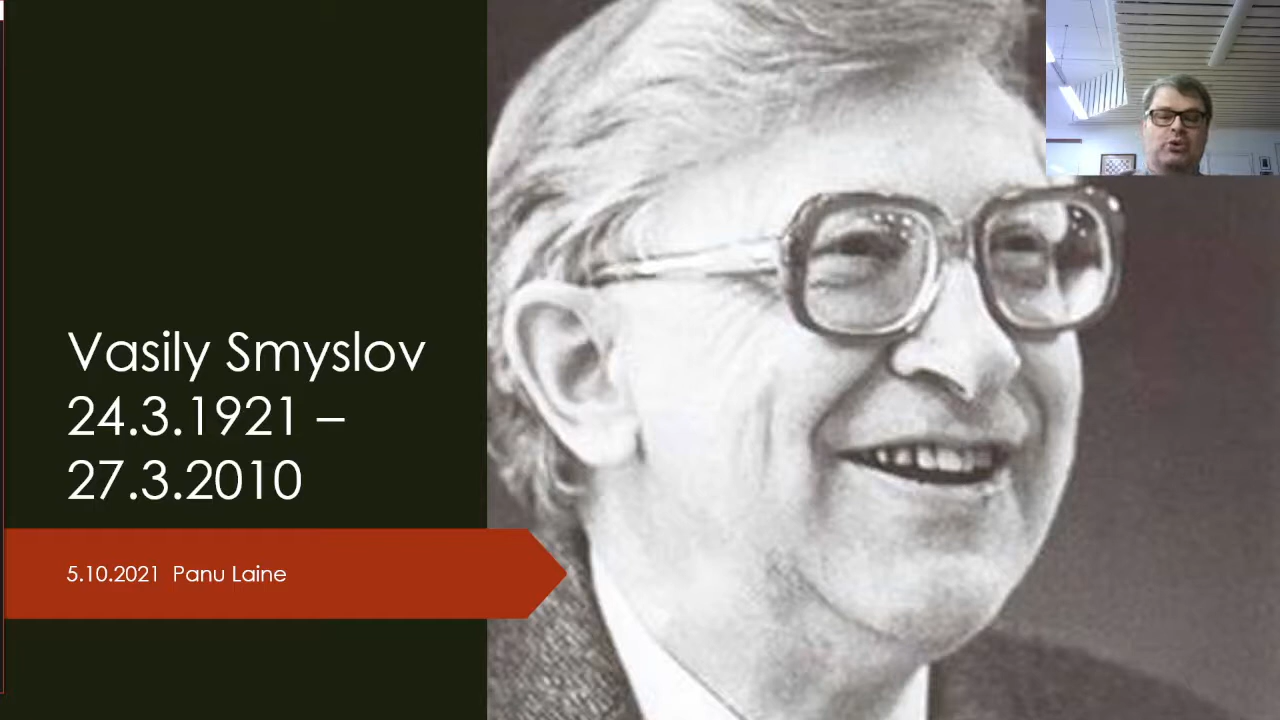 Vasily Smyslov
24.3.1921 –
27.3.2010
5.10.2021 Panu Laine